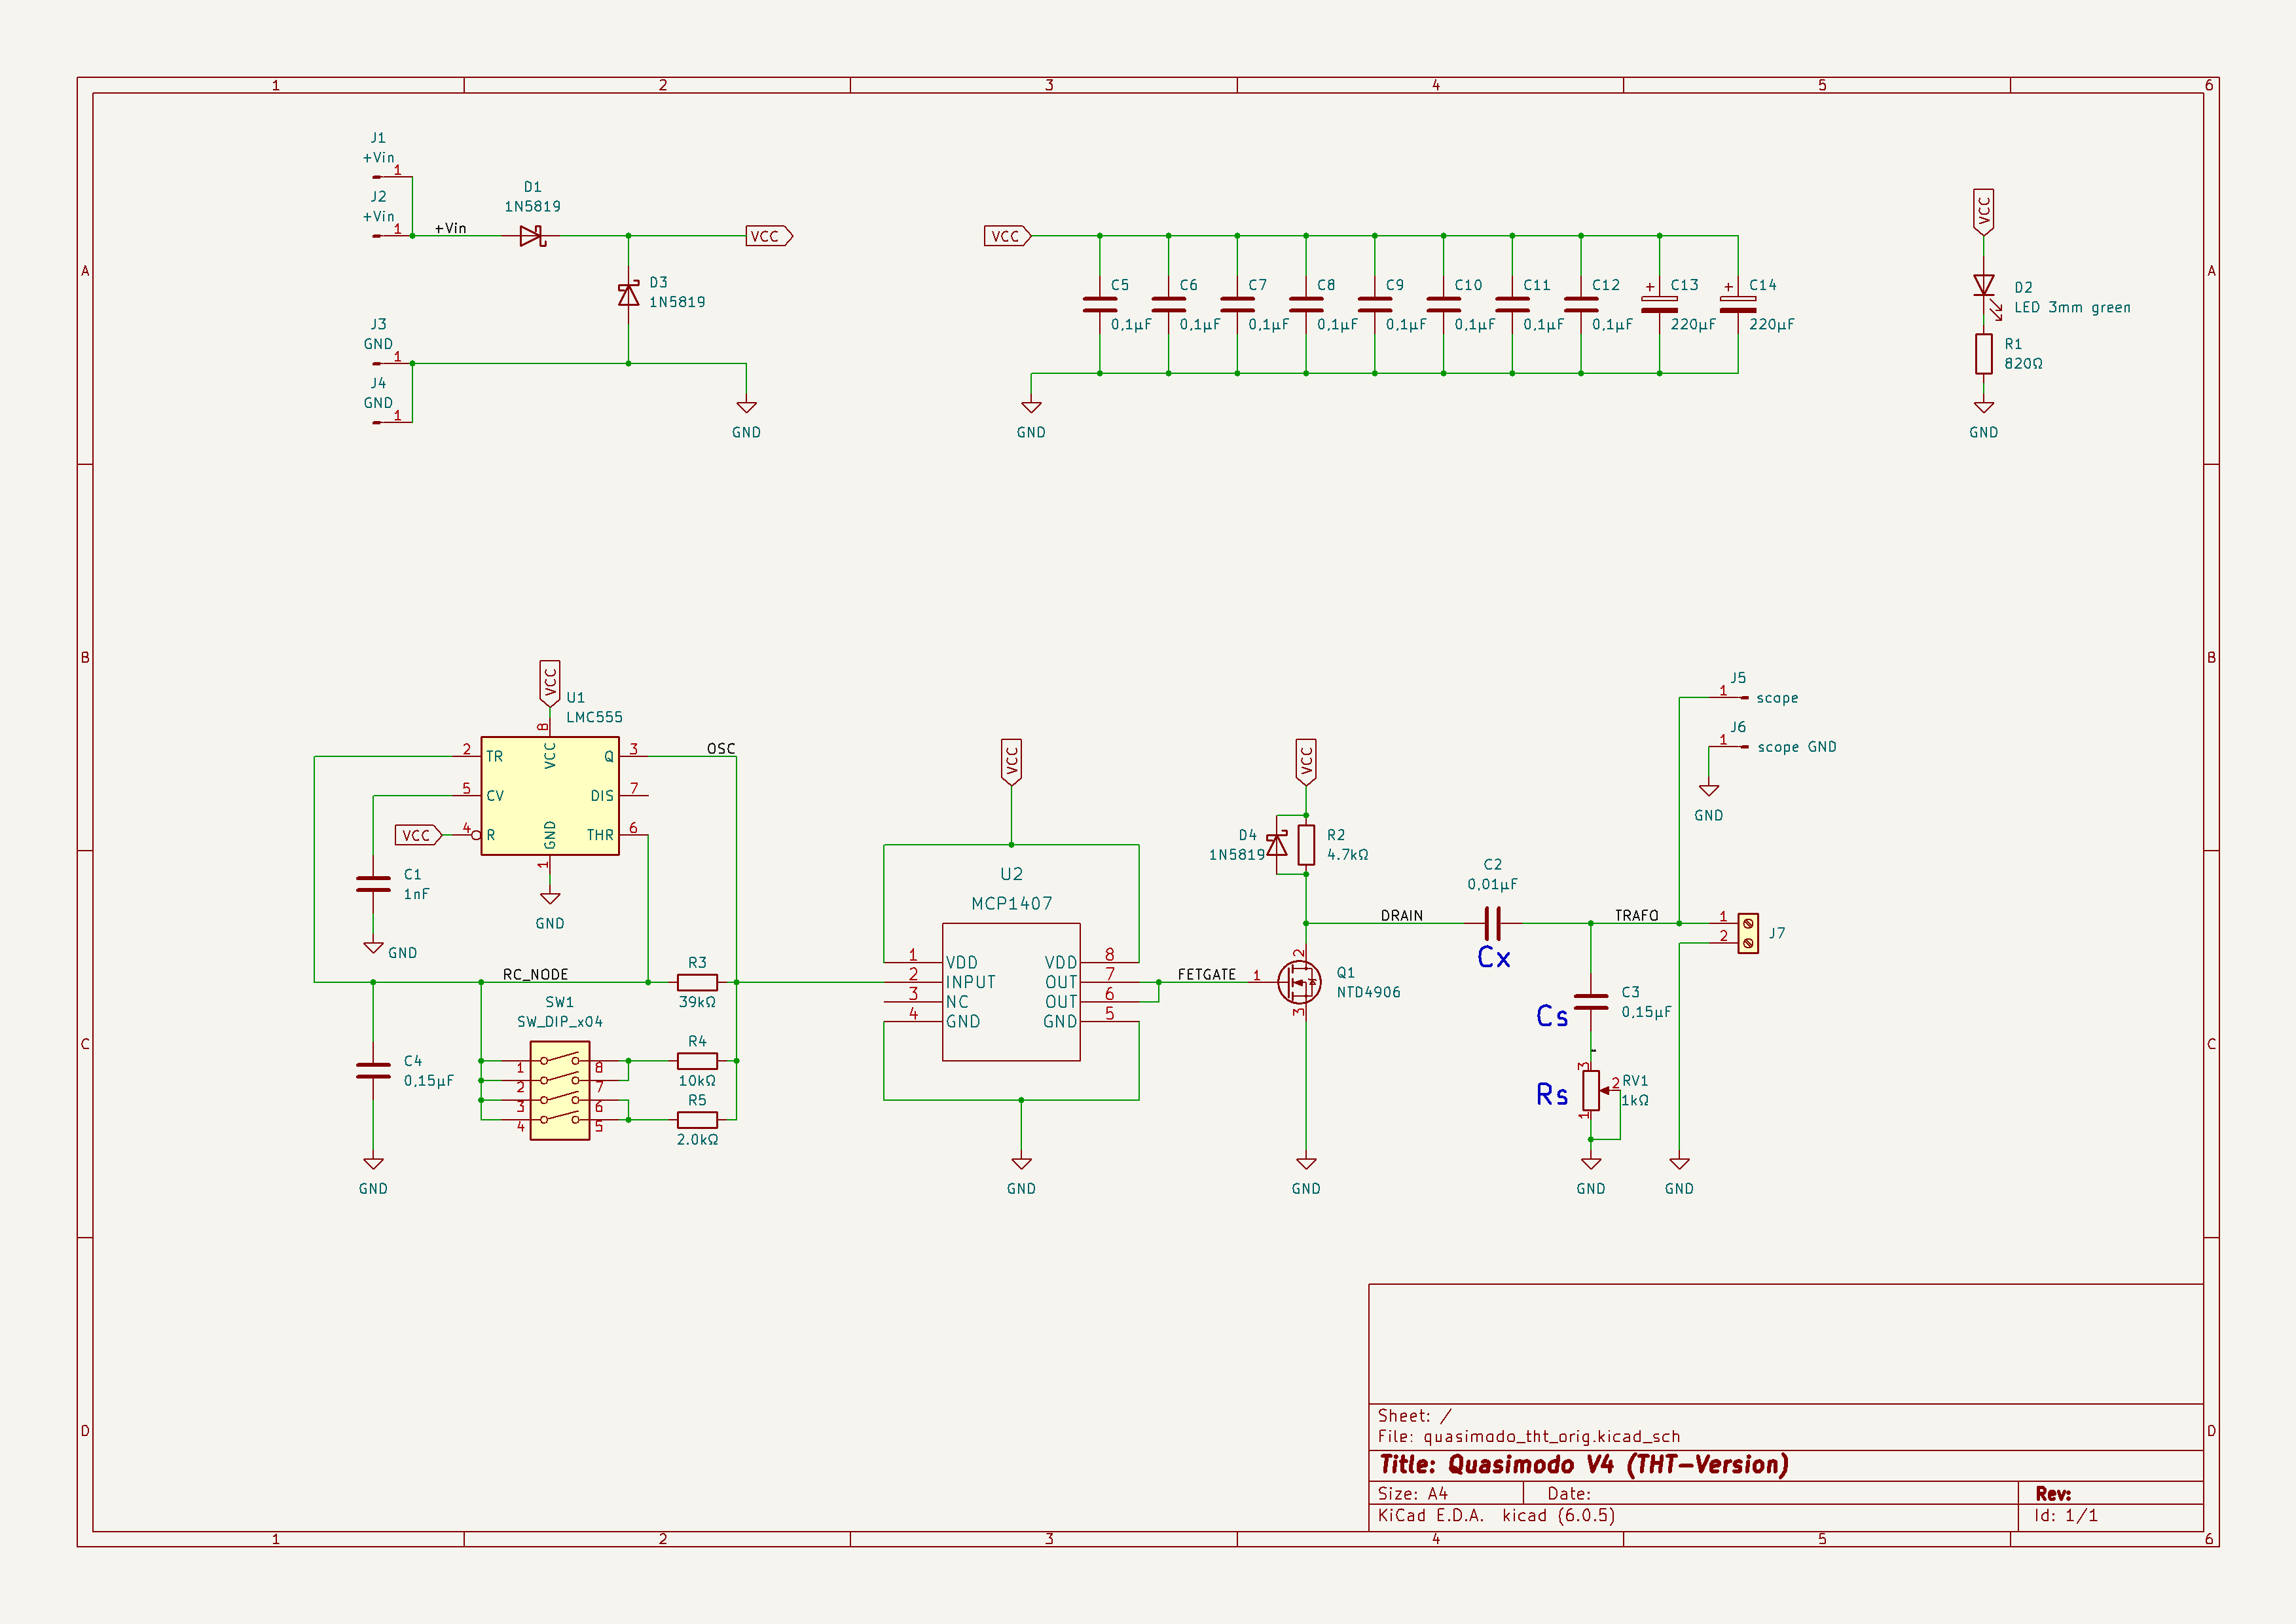 1 2 3 4 5 6
A A
B B
C C
D D
J1
+Vin
1
J2
+Vin
1
+Vin
D1
1N5819
VCC
D3
1N5819
J3
GND
1
J4
GND
1
GND
VCC
C5
0,1µF
C6
0,1µF
C7
0,1µF
C8
0,1µF
C9
0,1µF
C10
0,1µF
C11
0,1µF
C12
0,1µF
+
C13
220µF
+
C14
220µF
GND
VCC
D2
LED 3mm green
R1
820Ω
GND
VCC
U1
LMC555
8
2 TR VCC Q 3
OSC
5 CV DIS 7
VCC
4 R GND THR 6
1
GND
C1
1nF
GND
RC_NODE
R3
39kΩ
SW1
SW_DIP_x04
1 8
2 7
3 6
4 5
R4
10kΩ
R5
2.0kΩ
C4
0,15µF
GND
VCC
U2
MCP1407
1 VDD VDD 8
2 INPUT OUT 7
3 NC OUT 6
4 GND GND 5
GND
FETGATE
VCC
D4
1N5819
R2
4.7kΩ
DRAIN
1
2
3
Q1
NTD4906
GND
C2
0,01µF
Cx
TRAFO
J5
1
scope
J6
1
scope GND
GND
1
2
J7
Cs
C3
0,15µF
Rs
3
2
1
RV1
1kΩ
GND
GND
Sheet: /
File: quasimodo_tht_orig.kicad_sch
Title: Quasimodo V4 (THT-Version)
Size: A4 Date: Rev:
KiCad E.D.A. kicad (6.0.5) Id: 1/1
1 2 3 4 5 6